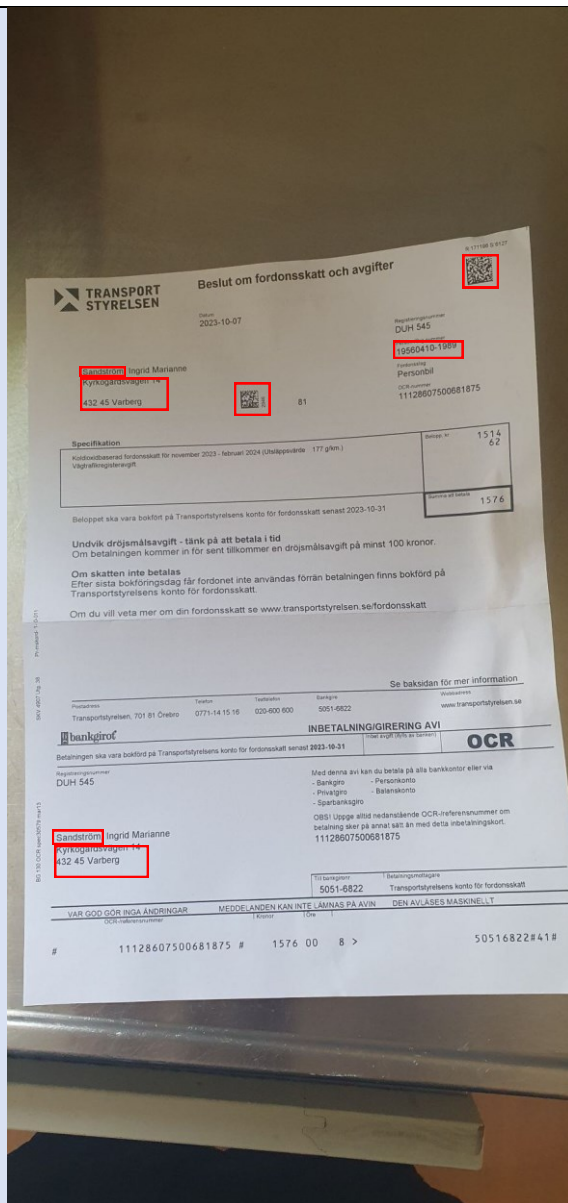 S 171198 S 6127
TRANSPORT
STYRELSEN
Beslut om fordonsskatt och avgifter
Datum
2023-10-07
Registreringsnummer
DUH 545
19560410-1989
Fordonsslag
Personbil
OCR-nummer
11128607500681875
Sandström Ingrid Marianne
Kyrkogårdsvägen 14
432 45 Varberg
81
Specifikation
Koldioxidbaserad fordonsskatt för november 2023 - februari 2024 (Utsläppsvärde 177 g/km.)
Vägtrafikregisteravgift
Belopp, kr
1514
62
Summa att betala
1576
Beloppet ska vara bokfört på Transportstyrelsens konto för fordonsskatt senast 2023-10-31
Undvik dröjsmålsavgift - tänk på att betala i tid
Om betalningen kommer in för sent tillkommer en dröjsmålsavgift på minst 100 kronor.
Om skatten inte betalas
Efter sista bokföringsdag får fordonet inte användas förrän betalningen finns bokförd på
Transportstyrelsens konto för fordonsskatt.
Om du vill veta mer om din fordonsskatt se www.transportstyrelsen.se/fordonsskatt
Se baksidan för mer information
Postadress Telefon Texttelefon Bankgiro Webbadress
Transportstyrelsen, 701 81 Örebro 0771-14 15 16 020-600 600 5051-6822 www.transportstyrelsen.se
bankgirot
INBETALNING/GIRERING AVI
Betalningen ska vara bokförd på Transportstyrelsens konto för fordonsskatt senast 2023-10-31
Inbet.avgift (ifylls av banken)
OCR
Registreringsnummer
DUH 545
Med denna avi kan du betala på alla bankkontor eller via
- Bankgiro - Personkonto
- Privatgiro - Balanskonto
- Sparbanksgiro
OBS! Uppge alltid nedanstående OCR-/referensnummer om
betalning sker på annat sätt än med detta inbetalningskort.
11128607500681875
Sandström Ingrid Marianne
Kyrkogårdsvägen 14
432 45 Varberg
Till bankgironr Betalningsmottagare
5051-6822 Transportstyrelsens konto för fordonsskatt
VAR GOD GÖR INGA ÄNDRINGAR MEDDELANDEN KAN INTE LÄMNAS PÅ AVIN DEN AVLÄSES MASKINELLT
OCR-/referensnummer Kronor Öre
# 11128607500681875 # 1576 00 8 > 50516822#41#